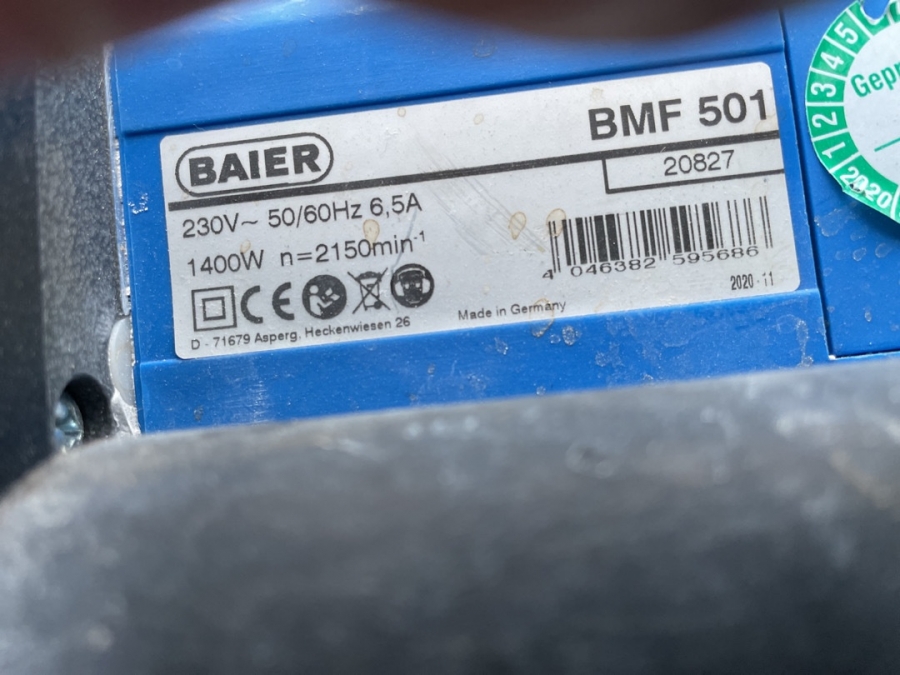 BAIER
BMF 501
20827
230V~ 50/60Hz 6,5A
1400W n=2150min-1
CE
4 046382 595686
2020-11
D - 71679 Asperg. Heckenwiesen 26
Made in Germany
5
4
3
2
1
2020
Gepr